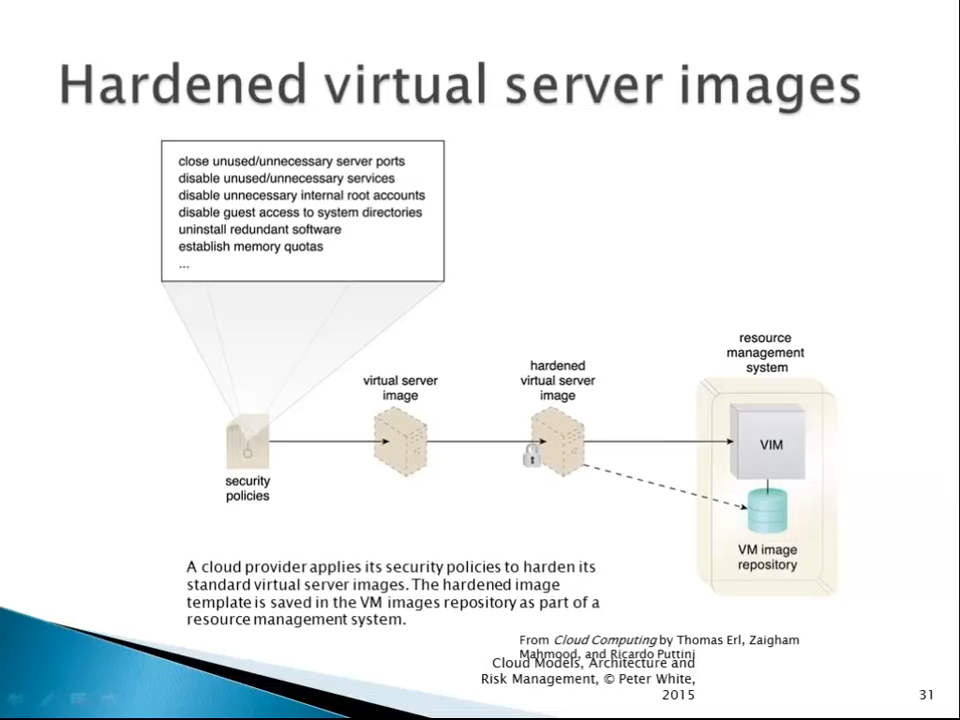 Hardened virtual server images
close unused/unnecessary server ports
disable unused/unnecessary services
disable unnecessary internal root accounts
disable guest access to system directories
uninstall redundant software
establish memory quotas
...
security
policies
virtual server
image
hardened
virtual server
image
resource
management
system
VIM
VM image
repository
A cloud provider applies its security policies to harden its
standard virtual server images. The hardened image
template is saved in the VM images repository as part of a
resource management system.
From Cloud Computing by Thomas Erl, Zaigham
Mahmood, and Ricardo Puttini
Cloud Models, Architecture and
Risk Management, © Peter White,
2015
31